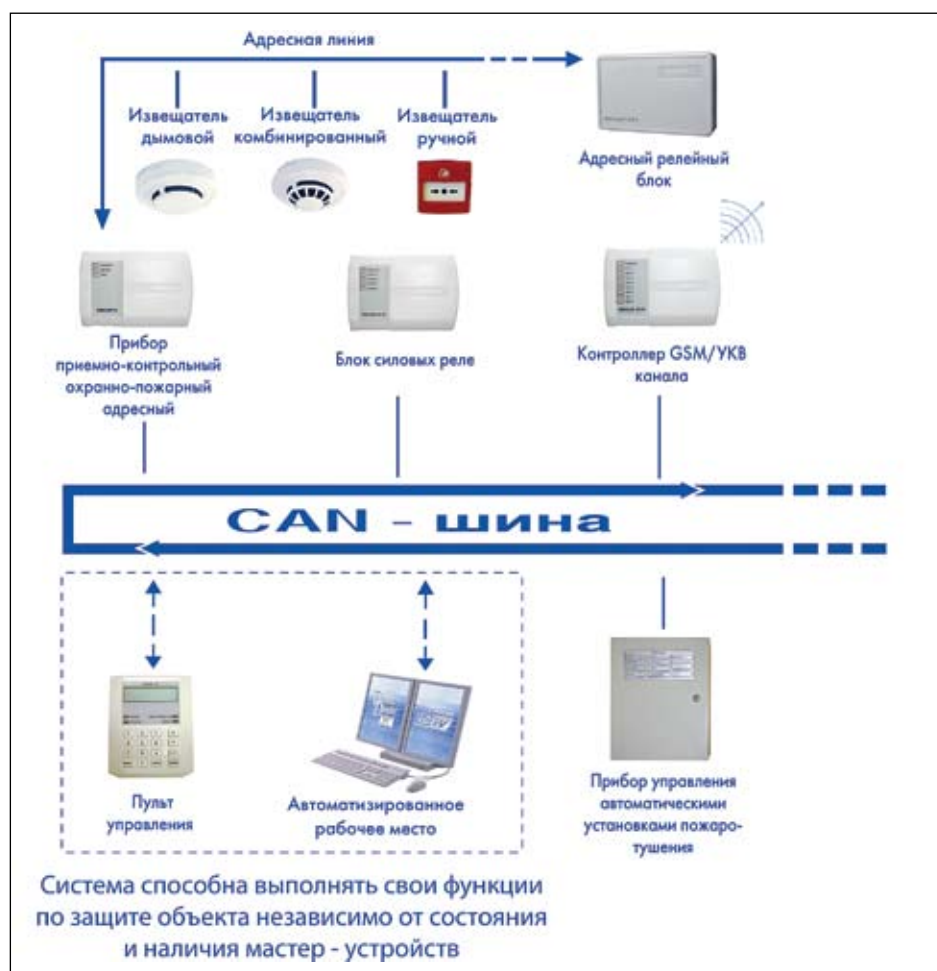 Адресная линия
Извещатель
дымовой
Извещатель
комбинированный
Извещатель
ручной
Адресный релейный
блок
Прибор
приемно-контрольный
охранно-пожарный
адресный
Блок силовых реле
Контроллер GSM/УКВ
канала
CAN - шина
Пульт
управления
Автоматизированное
рабочее место
Прибор управления
автоматическими
установками пожаро-
тушения
Система способна выполнять свои функции
по защите объекта независимо от состояния
и наличия мастер - устройств